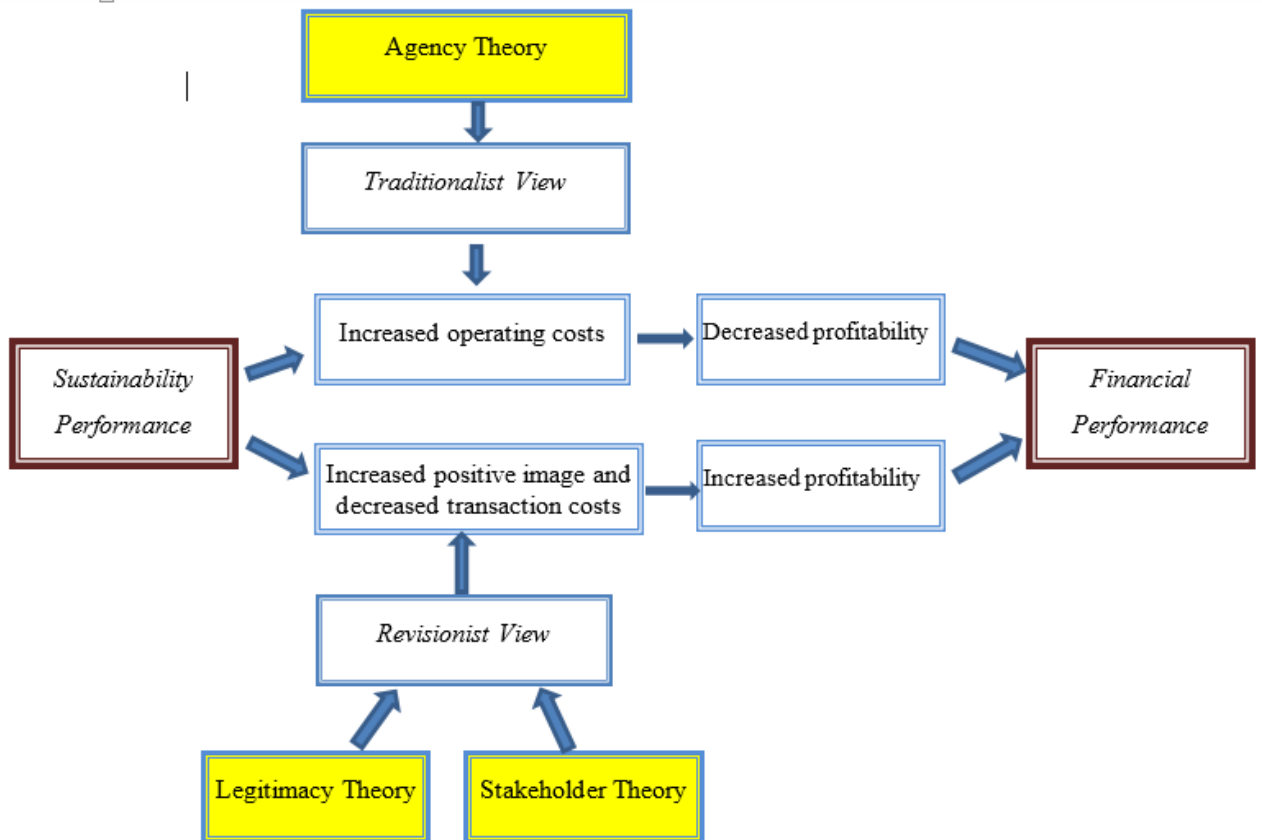 Agency Theory
Traditionalist View
Increased operating costs
Decreased profitability
Sustainability
Performance
Financial
Performance
Increased positive image and
decreased transaction costs
Increased profitability
Revisionist View
Legitimacy Theory
Stakeholder Theory